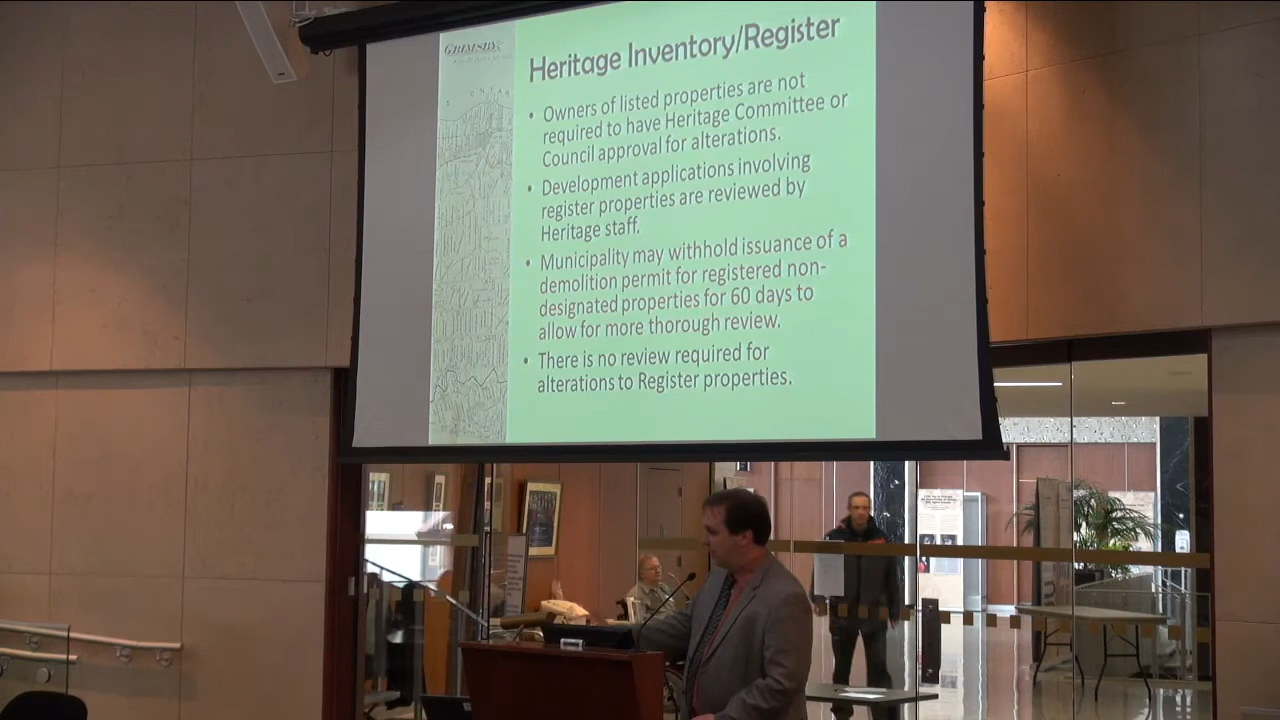 GRIMSBY
Heritage Inventory/Register
• Owners of listed properties are not
required to have Heritage Committee or
Council approval for alterations.
• Development applications involving
register properties are reviewed by
Heritage staff.
• Municipality may withhold issuance of a
demolition permit for registered non-
designated properties for 60 days to
allow for more thorough review.
• There is no review required for
alterations to Register properties.